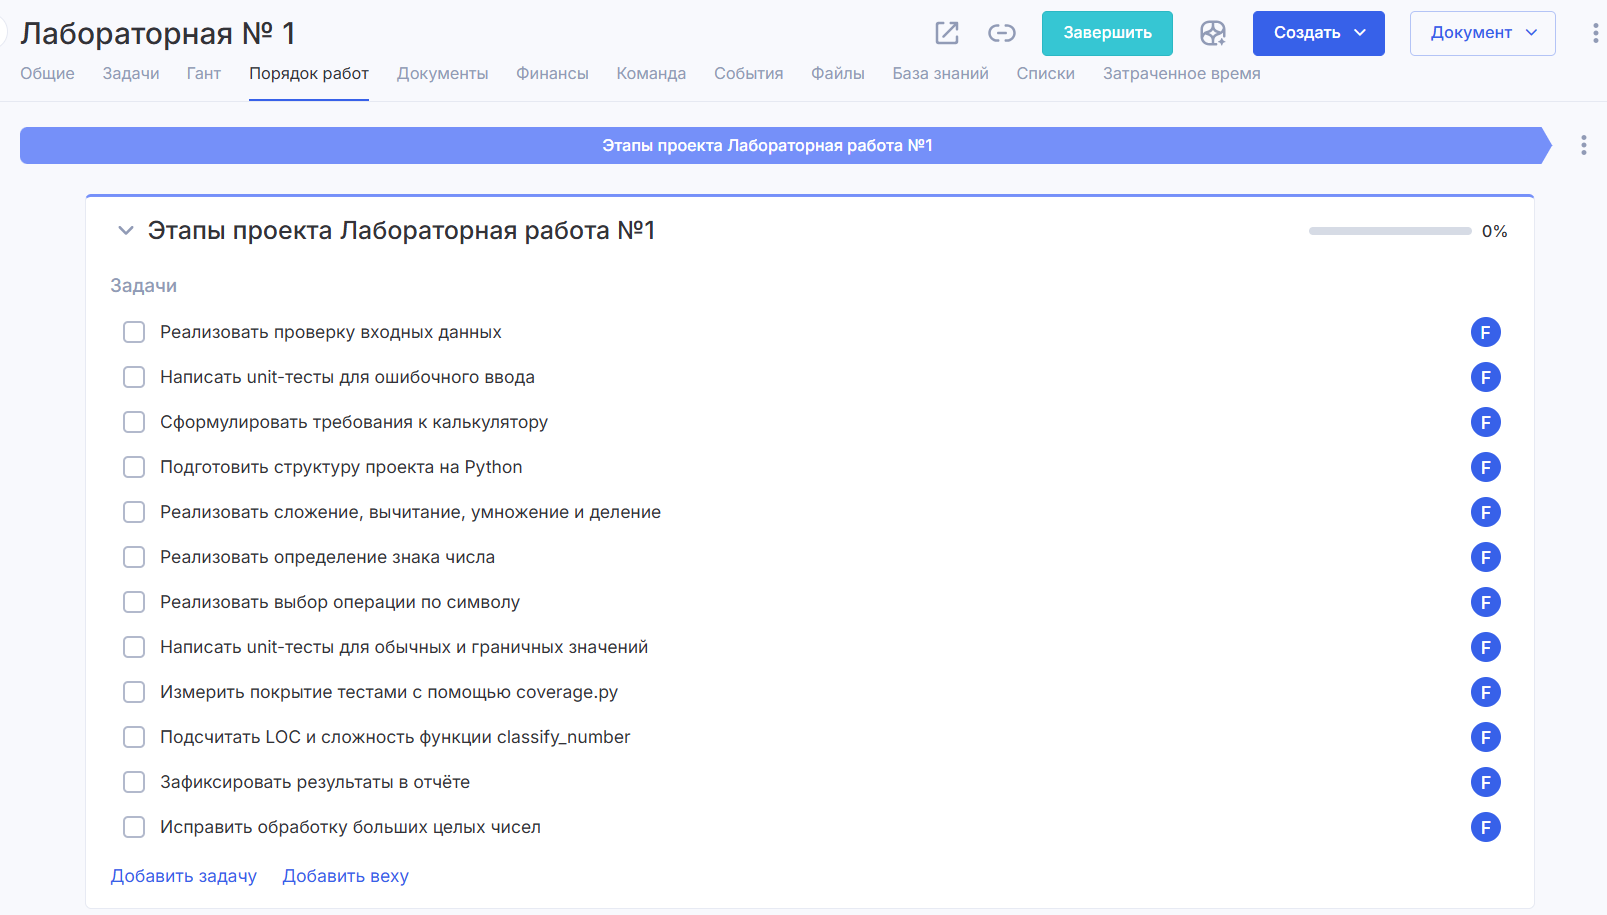 Лабораторная № 1
Завершить
Создать
Документ
Общие Задачи Гант Порядок работ Документы Финансы Команда События Файлы База знаний Списки Затраченное время
Этапы проекта Лабораторная работа №1
Этапы проекта Лабораторная работа №1 0%
Задачи
Реализовать проверку входных данных F
Написать unit-тесты для ошибочного ввода F
Сформулировать требования к калькулятору F
Подготовить структуру проекта на Python F
Реализовать сложение, вычитание, умножение и деление F
Реализовать определение знака числа F
Реализовать выбор операции по символу F
Написать unit-тесты для обычных и граничных значений F
Измерить покрытие тестами с помощью coverage.py F
Подсчитать LOC и сложность функции classify_number F
Зафиксировать результаты в отчёте F
Исправить обработку больших целых чисел F
Добавить задачу Добавить веху